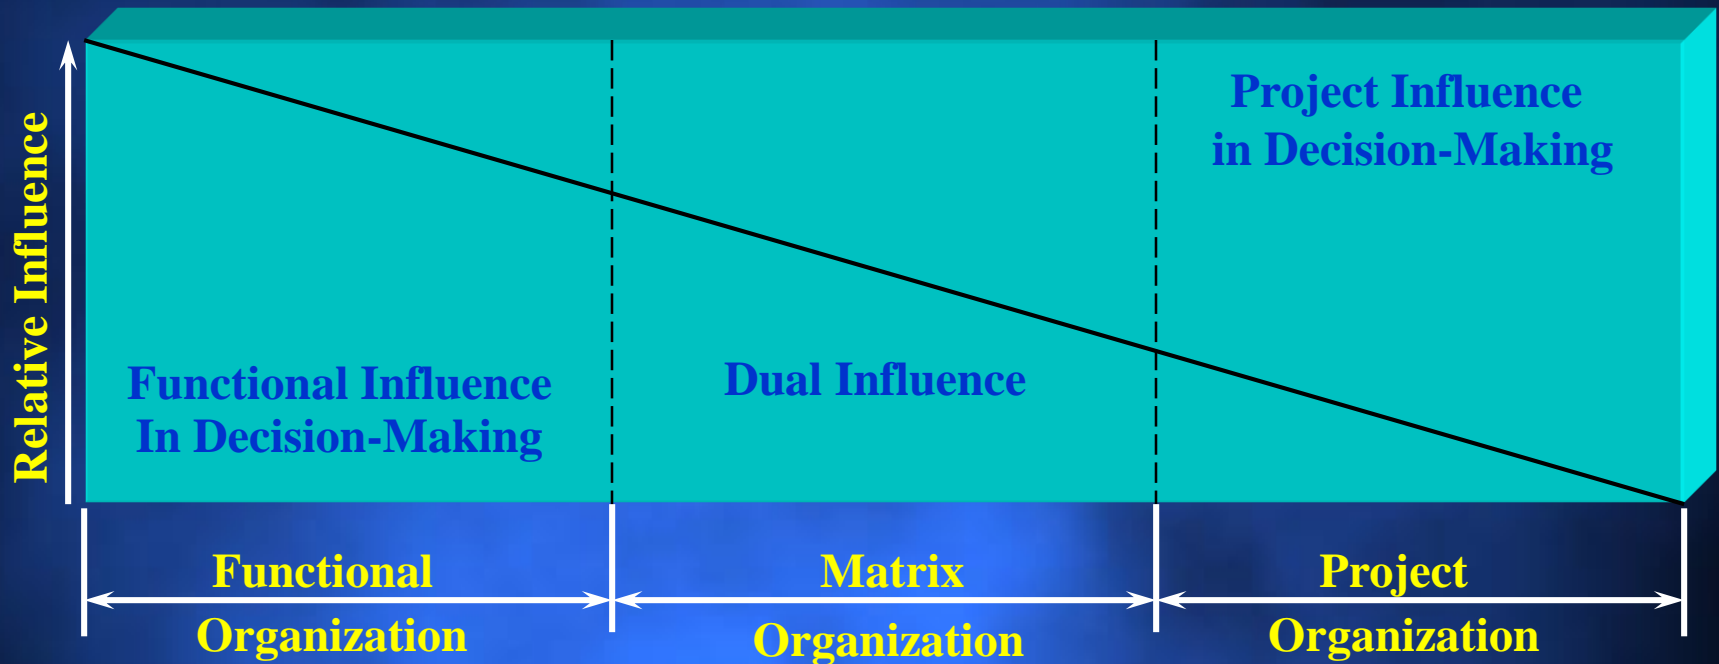 Relative Influence
Project Influence
in Decision-Making
Functional Influence
In Decision-Making
Dual Influence
Functional
Organization
Matrix
Organization
Project
Organization